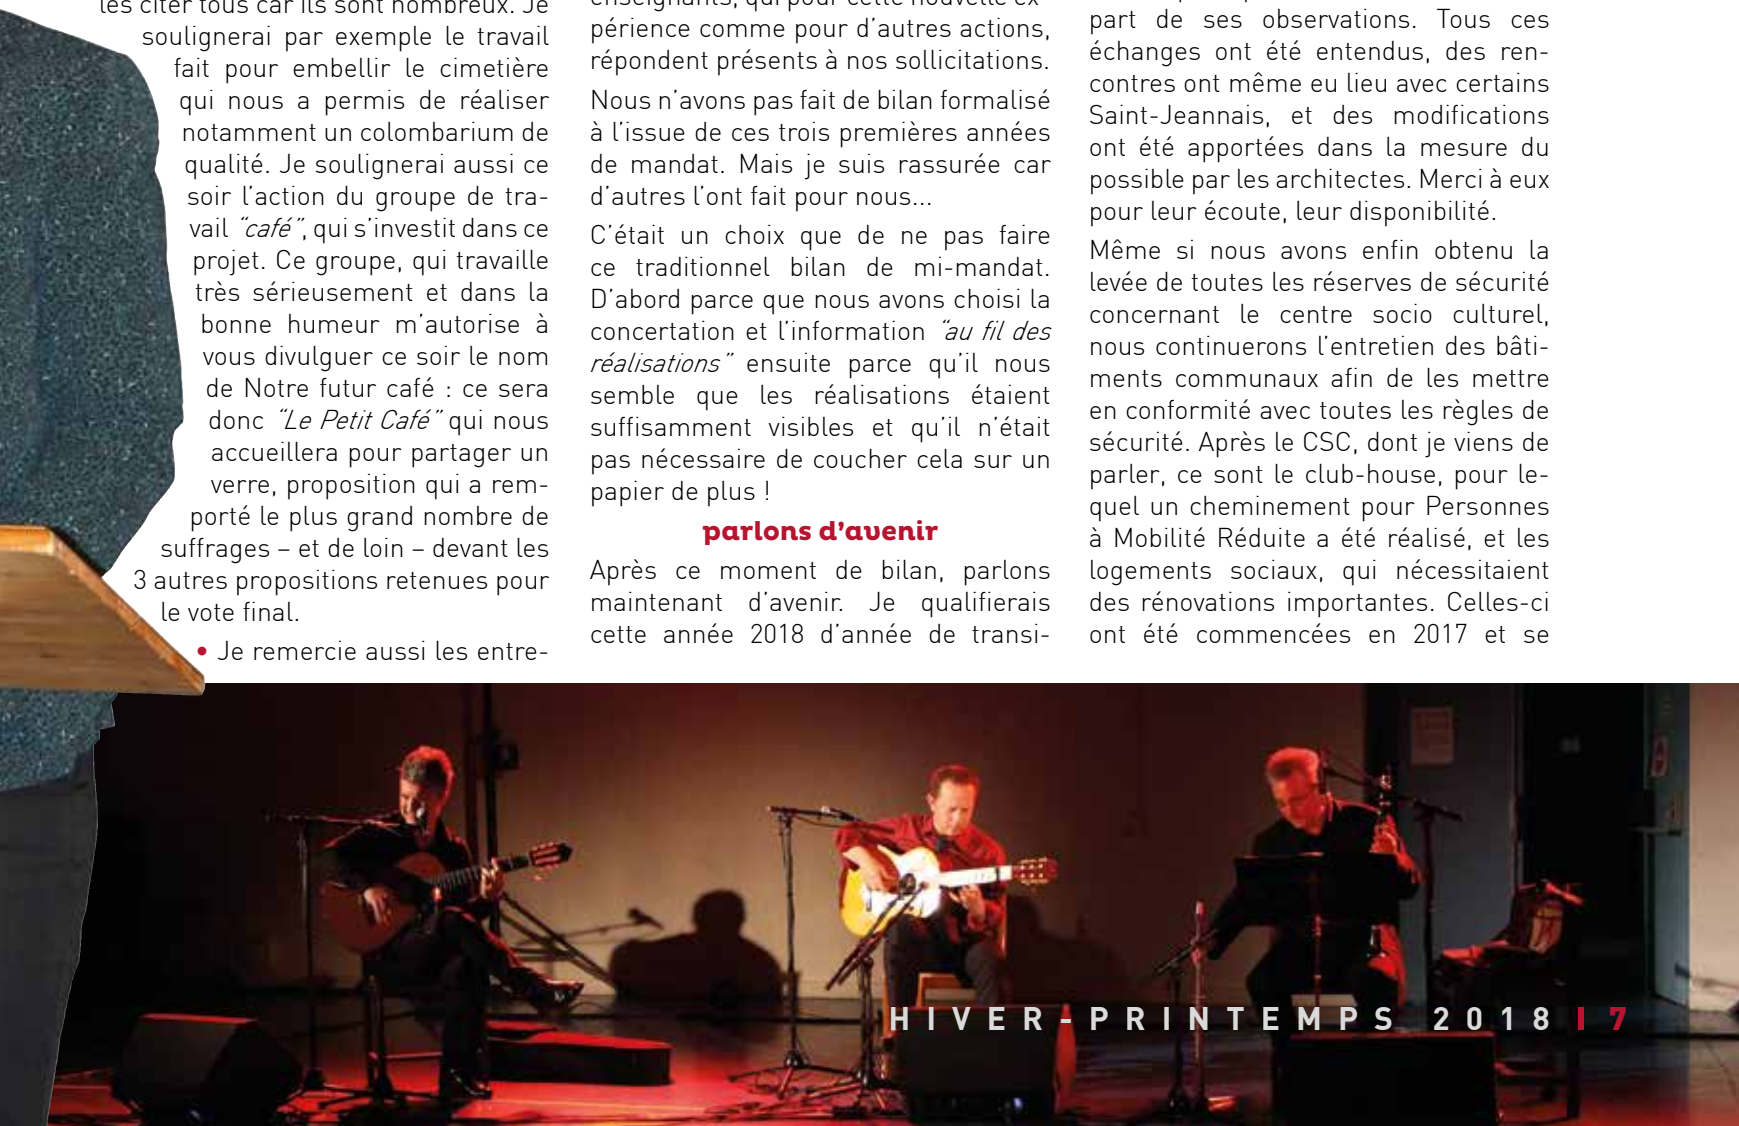 les citer tous car ils sont nombreux. Je
soulignerai par exemple le travail
fait pour embellir le cimetière
qui nous a permis de réaliser
notamment un colombarium de
qualité. Je soulignerai aussi ce
soir l’action du groupe de tra-
vail “café”, qui s’investit dans ce
projet. Ce groupe, qui travaille
très sérieusement et dans la
bonne humeur m’autorise à
vous divulguer ce soir le nom
de Notre futur café : ce sera
donc “Le Petit Café” qui nous
accueillera pour partager un
verre, proposition qui a rem-
porté le plus grand nombre de
suffrages – et de loin – devant les
3 autres propositions retenues pour
le vote final.
• Je remercie aussi les entre-
enseignants, qui pour cette nouvelle ex-
périence comme pour d’autres actions,
répondent présents à nos sollicitations.
Nous n’avons pas fait de bilan formalisé
à l’issue de ces trois premières années
de mandat. Mais je suis rassurée car
d’autres l’ont fait pour nous...
C’était un choix que de ne pas faire
ce traditionnel bilan de mi-mandat.
D’abord parce que nous avons choisi la
concertation et l’information “au fil des
réalisations” ensuite parce qu’il nous
semble que les réalisations étaient
suffisamment visibles et qu’il n’était
pas nécessaire de coucher cela sur un
papier de plus !
parlons d’avenir
Après ce moment de bilan, parlons
maintenant d’avenir. Je qualifierais
cette année 2018 d’année de transi-
part de ses observations. Tous ces
échanges ont été entendus, des ren-
contres ont même eu lieu avec certains
Saint-Jeannais, et des modifications
ont été apportées dans la mesure du
possible par les architectes. Merci à eux
pour leur écoute, leur disponibilité.
Même si nous avons enfin obtenu la
levée de toutes les réserves de sécurité
concernant le centre socio culturel,
nous continuerons l’entretien des bâti-
ments communaux afin de les mettre
en conformité avec toutes les règles de
sécurité. Après le CSC, dont je viens de
parler, ce sont le club-house, pour le-
quel un cheminement pour Personnes
à Mobilité Réduite a été réalisé, et les
logements sociaux, qui nécessitaient
des rénovations importantes. Celles-ci
ont été commencées en 2017 et se
HIVER-PRINTEMPS 2018 | 7